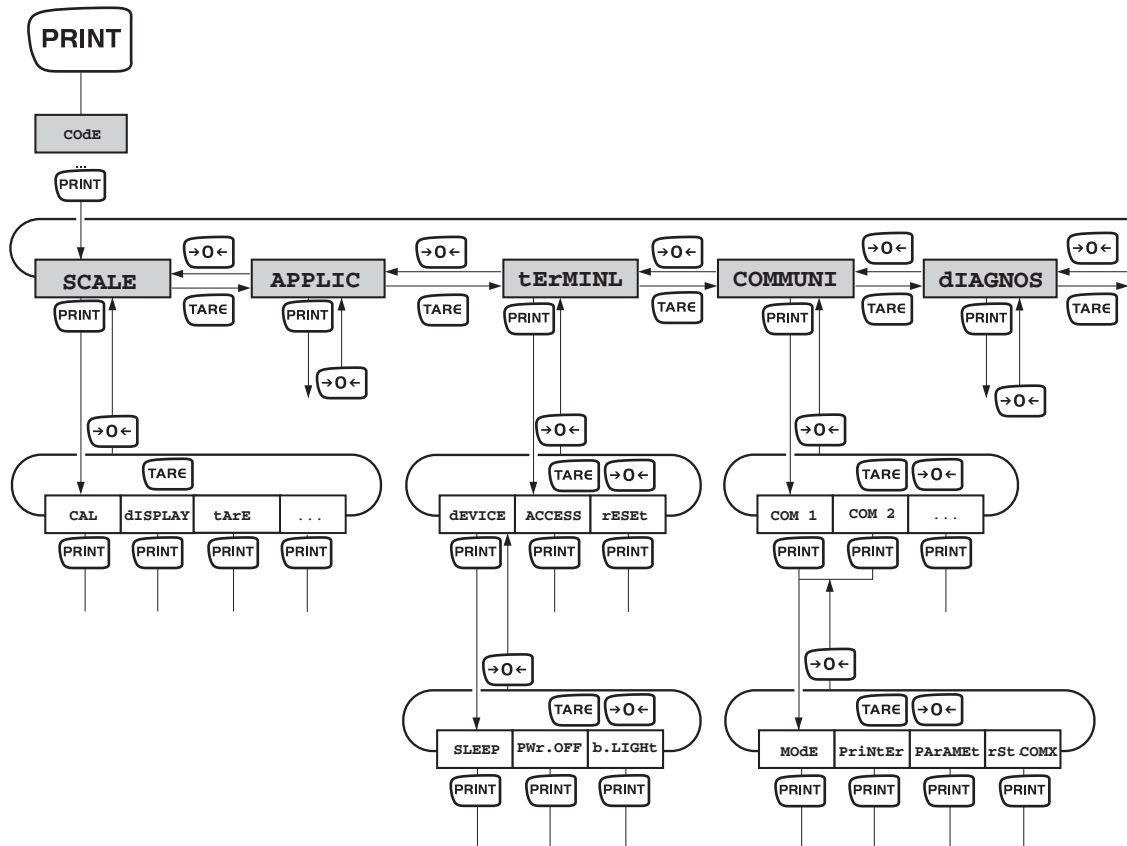 PRINT
COdE
...
PRINT
→0← →0← →0← →0← →0←
SCALE APPLIC tErMINL COMMUNI dIAGNOS
PRINT TARE PRINT TARE PRINT TARE PRINT TARE PRINT TARE
→0← →0←
→0← →0← →0←
TARE TARE →0← TARE →0←
CAL dISPLAY tArE ... dEVICE ACCESS rESEt COM 1 COM 2 ...
PRINT PRINT PRINT PRINT PRINT PRINT PRINT PRINT PRINT PRINT
→0← →0←
TARE →0← TARE →0←
SLEEP PWr.OFF b.LIGHt MOdE PriNtEr PArAMEt rSt.COMX
PRINT PRINT PRINT PRINT PRINT PRINT PRINT